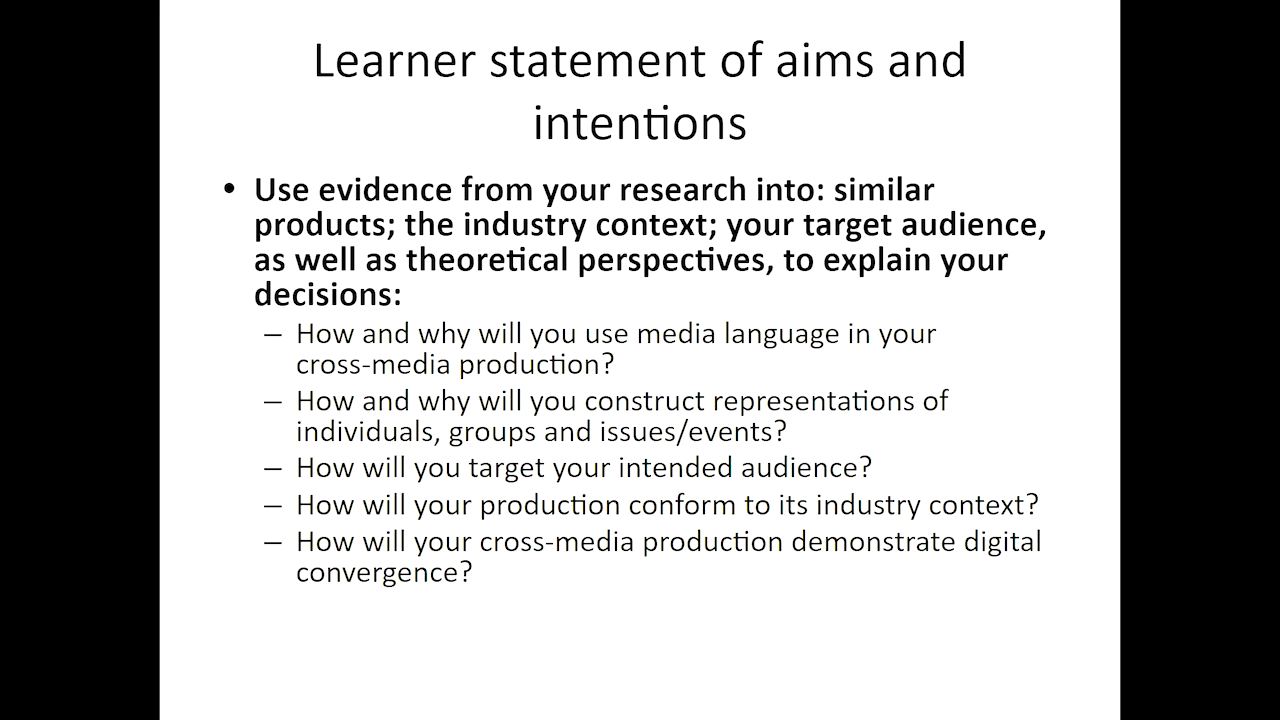 Learner statement of aims and
intentions
• Use evidence from your research into: similar
products; the industry context; your target audience,
as well as theoretical perspectives, to explain your
decisions:
– How and why will you use media language in your
cross-media production?
– How and why will you construct representations of
individuals, groups and issues/events?
– How will you target your intended audience?
– How will your production conform to its industry context?
– How will your cross-media production demonstrate digital
convergence?